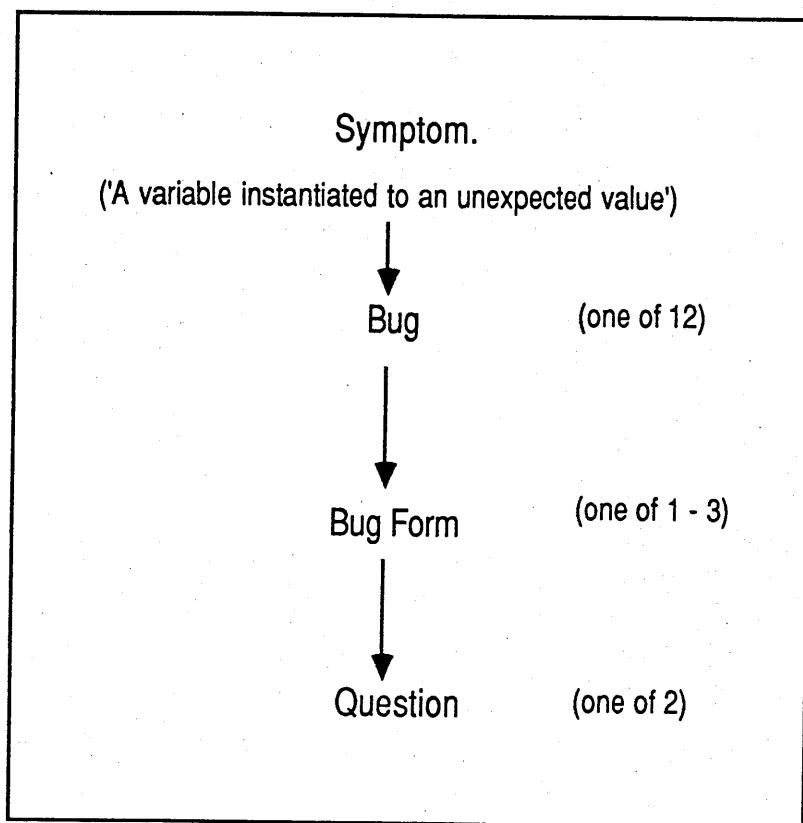 Symptom.
('A variable instantiated to an unexpected value')
Bug (one of 12)
Bug Form (one of 1 - 3)
Question (one of 2)